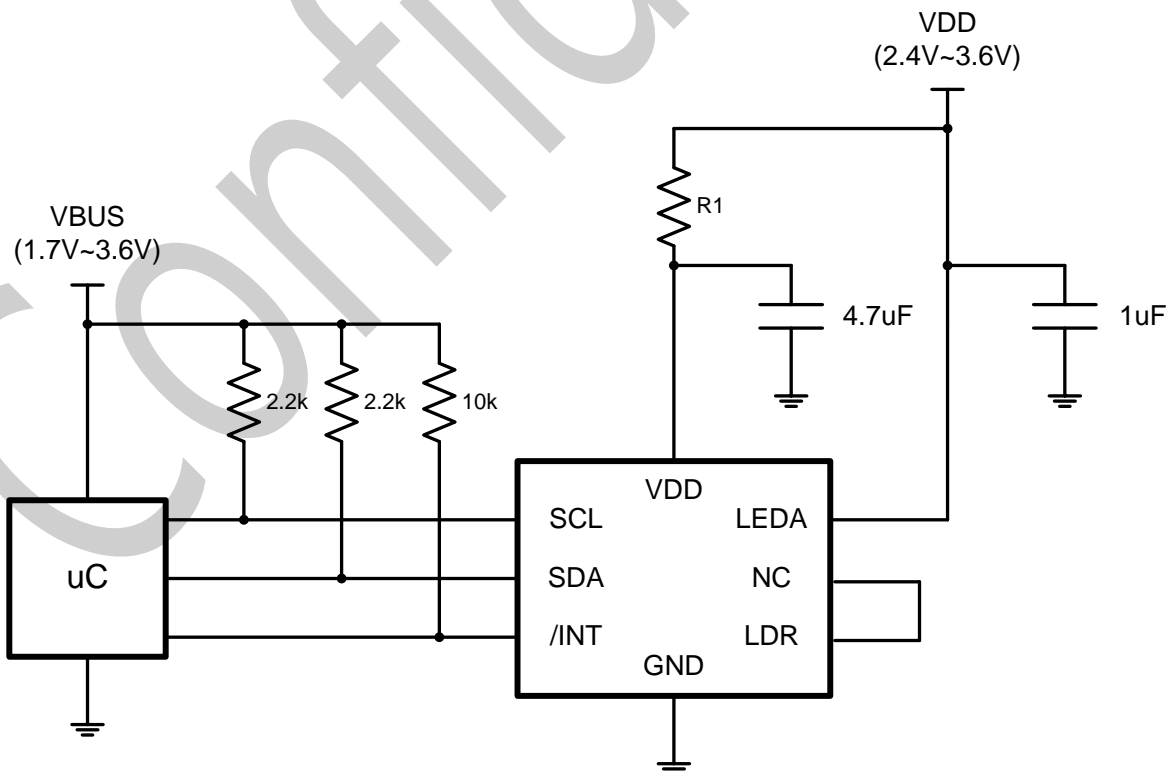 VDD
(2.4V~3.6V)
R1
VBUS
(1.7V~3.6V)
4.7uF
1uF
2.2k
2.2k
10k
VDD
SCL
LEDA
uC
SDA
NC
/INT
LDR
GND